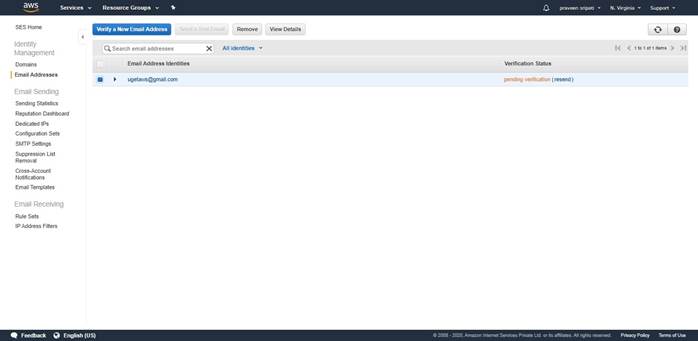 aws Services Resource Groups praveen sripati N. Virginia Support
SES Home
Identity Management
Domains
Email Addresses
Email Sending
Sending Statistics
Reputation Dashboard
Dedicated IPs
Configuration Sets
SMTP Settings
Suppression List Removal
Cross-Account Notifications
Email Templates
Email Receiving
Rule Sets
IP Address Filters
Verify a New Email Address Send a Test Email Remove View Details
Search email addresses All identities 1 to 1 of 1 items
Email Address Identities Verification Status
ugetaws@gmail.com pending verification (resend)
Feedback English (US) © 2008 - 2020, Amazon Internet Services Private Ltd. or its affiliates. All rights reserved. Privacy Policy Terms of Use